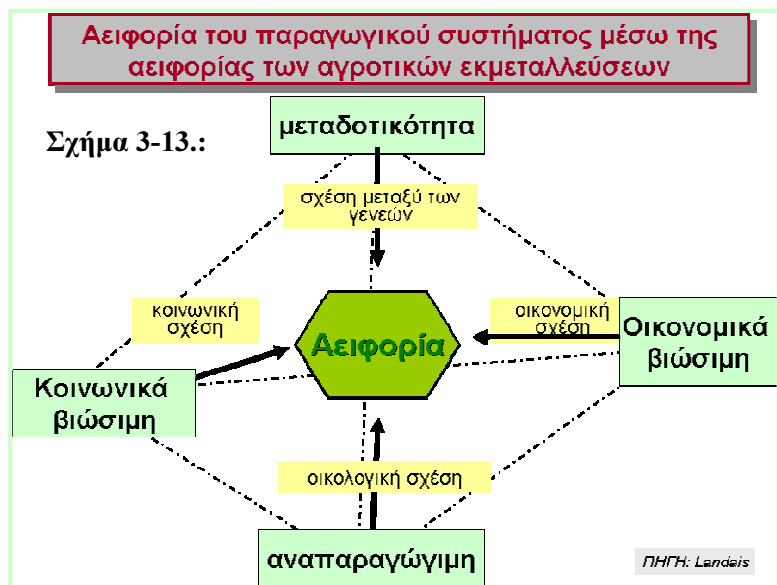 Αειφορία του παραγωγικού συστήματος μέσω της
αειφορίας των αγροτικών εκμεταλλεύσεων
Σχήμα 3-13.:
μεταδοτικότητα
σχέση μεταξύ των
γενεών
κοινωνική
σχέση
οικονομική
σχέση
Αειφορία
Οικονομικά
βιώσιμη
Κοινωνικά
βιώσιμη
οικολογική σχέση
αναπαραγώγιμη
ΠΗΓΗ: Landais